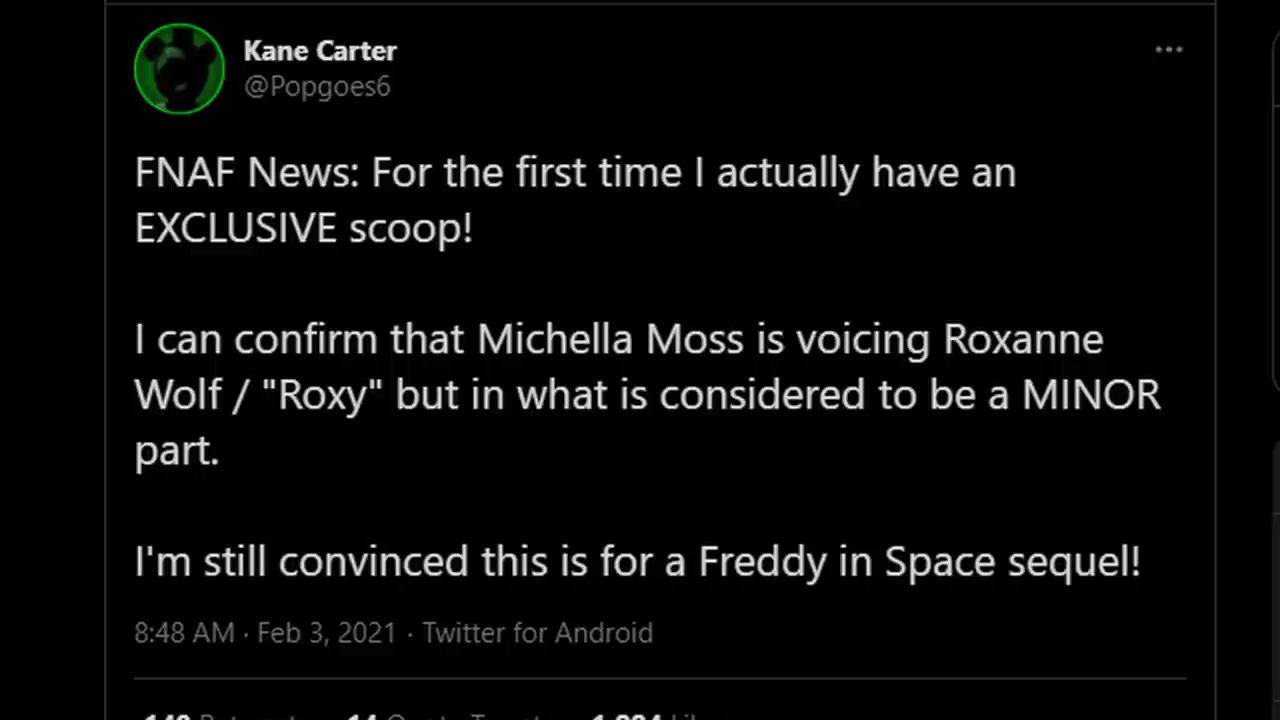 Kane Carter
@Popgoes6
FNAF News: For the first time I actually have an
EXCLUSIVE scoop!
I can confirm that Michella Moss is voicing Roxanne
Wolf / "Roxy" but in what is considered to be a MINOR
part.
I'm still convinced this is for a Freddy in Space sequel!
8:48 AM · Feb 3, 2021 · Twitter for Android